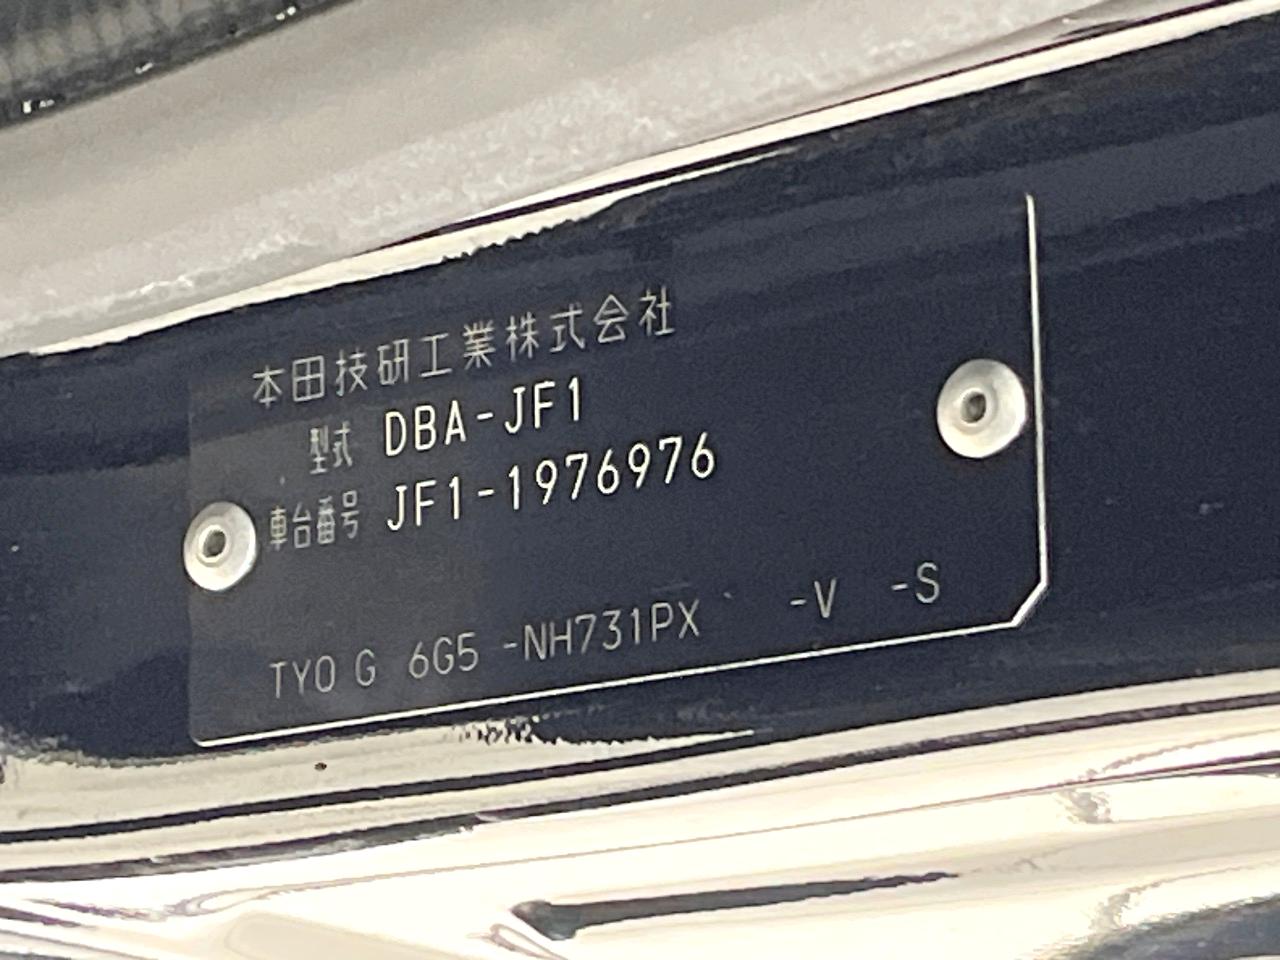 本田技研工業株式会社
型式 DBA-JF1
車台番号 JF1-1976976
TYO G 6G5 -NH731PX -V -S